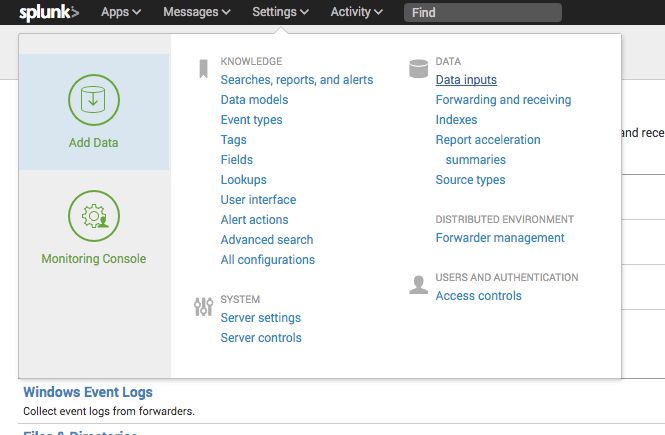 splunk> Apps Messages Settings Activity Find
Add Data
Monitoring Console
KNOWLEDGE
Searches, reports, and alerts
Data models
Event types
Tags
Fields
Lookups
User interface
Alert actions
Advanced search
All configurations
SYSTEM
Server settings
Server controls
DATA
Data inputs
Forwarding and receiving
Indexes
Report acceleration
summaries
Source types
DISTRIBUTED ENVIRONMENT
Forwarder management
USERS AND AUTHENTICATION
Access controls
and rece
Windows Event Logs
Collect event logs from forwarders.
Files & Directories